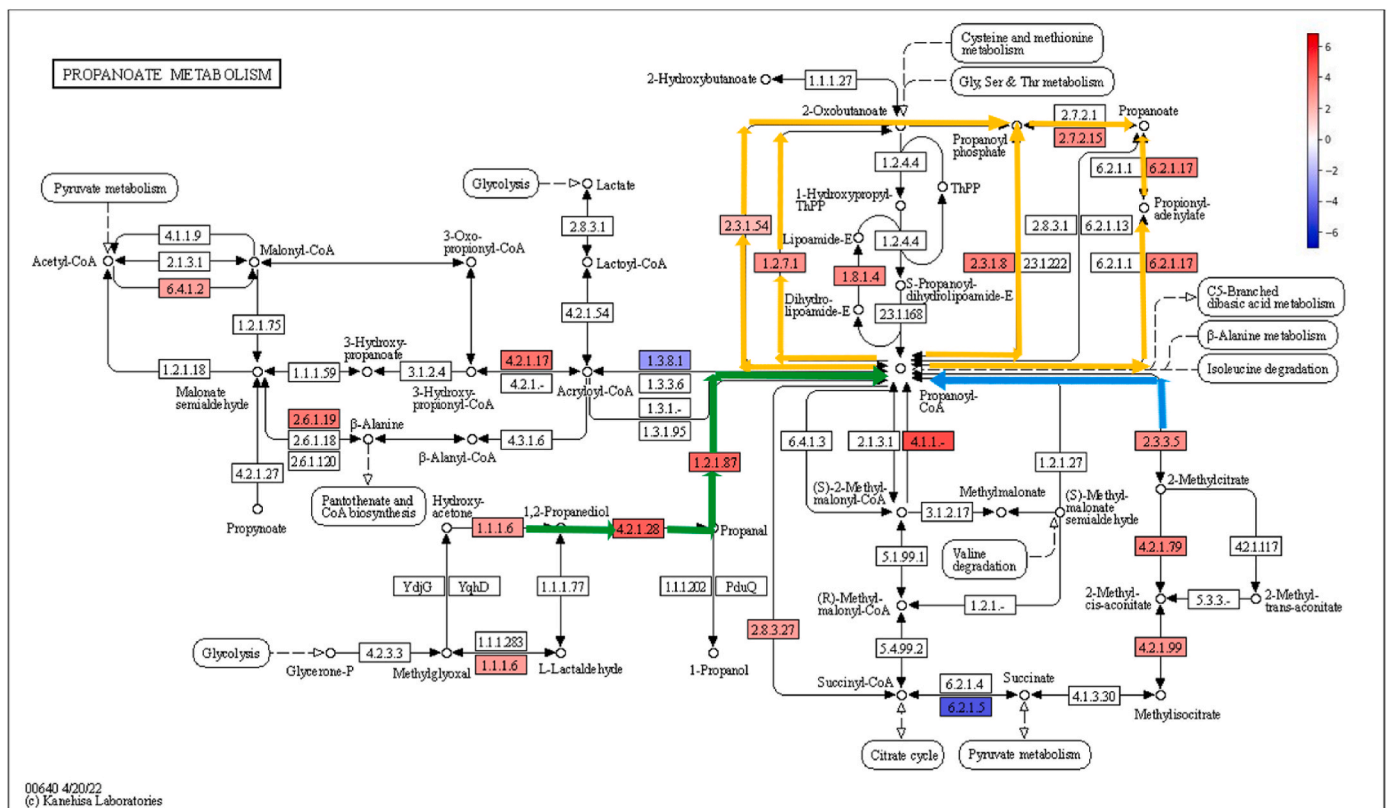 PROPANOATE METABOLISM
Cysteine and methionine
metabolism
Gly, Ser & Thr metabolism
2-Hydroxybutanoate
1.1.1.27
2-Oxobutanoate
Propanoyl
phosphate
2.7.2.1
2.7.2.15
Propanoate
6
4
2
0
−2
−4
−6
Pyruvate metabolism
Glycolysis
Lactate
1.2.4.4
ThPP
6.2.1.1
6.2.1.17
4.1.1.9
Acetyl-CoA
2.1.3.1
Malonyl-CoA
6.4.1.2
3-Oxo-
propionyl-CoA
2.8.3.1
Lactoyl-CoA
2.3.1.54
1.2.7.1
1-Hydroxypropyl-
ThPP
Lipoamide-E
1.2.4.4
1.8.1.4
Dihydro-
lipoamide-E
S-Propanoyl-
dihydrolipoamide-E
2.3.1.168
2.8.3.1
6.2.1.13
Propionyl-
adenylate
2.3.1.8
2.3.1.222
6.2.1.1
6.2.1.17
C5-Branched
dibasic acid metabolism
β-Alanine metabolism
Isoleucine degradation
1.2.1.75
4.2.1.54
1.2.1.18
Malonate
semialdehyde
1.1.1.59
3-Hydroxy-
propanoate
3.1.2.4
3-Hydroxy-
propionyl-CoA
4.2.1.17
4.2.1.-
Acryloyl-CoA
1.3.8.1
1.3.3.6
1.3.1.-
1.3.1.95
Propanoyl-
CoA
2.6.1.19
2.6.1.18
2.6.1.120
β-Alanine
β-Alanyl-CoA
4.3.1.6
4.2.1.27
Propynoate
Pantothenate and
CoA biosynthesis
1.2.1.87
6.4.1.3
2.1.3.1
4.1.1.-
1.2.1.27
2.3.3.5
2-Methylcitrate
Hydroxy-
acetone
1.1.1.6
1,2-Propanediol
4.2.1.28
Propanal
(S)-2-Methyl-
malonyl-CoA
3.1.2.17
Methylmalonate
(S)-Methyl-
malonate
semialdehyde
Valine
degradation
4.2.1.79
4.2.1.117
YdjG
YqhD
1.1.1.77
1.1.1.202
PduQ
5.1.99.1
(R)-Methyl-
malonyl-CoA
1.2.1.-
2-Methyl-
cis-aconitate
5.3.3.-
2-Methyl-
trans-aconitate
Glycolysis
Glycerone-P
4.2.3.3
Methylglyoxal
1.1.1.283
1.1.1.6
L-Lactaldehyde
1-Propanol
2.8.3.27
5.4.99.2
4.2.1.99
Succinyl-CoA
6.2.1.4
6.2.1.5
Succinate
4.1.3.30
Methylisocitrate
Citrate cycle
Pyruvate metabolism
00640 4/20/22
(c) Kanehisa Laboratories